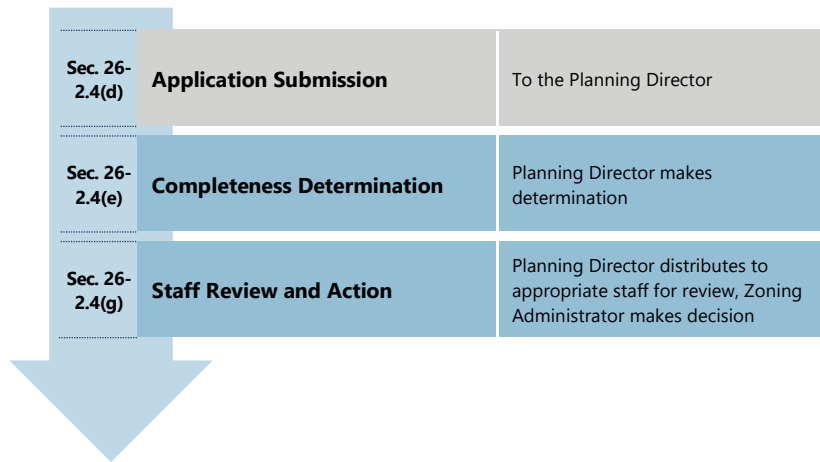 Sec. 26-
2.4(d)
Application Submission
To the Planning Director
Sec. 26-
2.4(e)
Completeness Determination
Planning Director makes
determination
Sec. 26-
2.4(g)
Staff Review and Action
Planning Director distributes to
appropriate staff for review, Zoning
Administrator makes decision